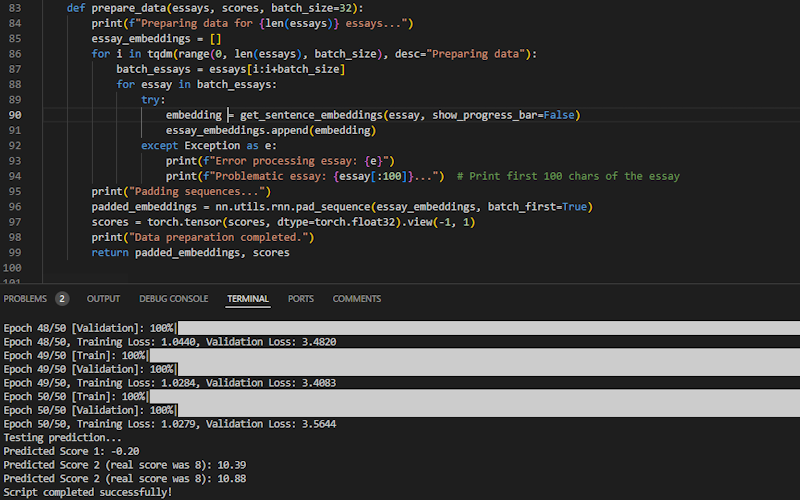 83 def prepare_data(essays, scores, batch_size=32):
84 print(f"Preparing data for {len(essays)} essays...")
85 essay_embeddings = []
86 for i in tqdm(range(0, len(essays), batch_size), desc="Preparing data"):
87 batch_essays = essays[i:i+batch_size]
88 for essay in batch_essays:
89 try:
90 embedding = get_sentence_embeddings(essay, show_progress_bar=False)
91 essay_embeddings.append(embedding)
92 except Exception as e:
93 print(f"Error processing essay: {e}")
94 print(f"Problematic essay: {essay[:100]}...") # Print first 100 chars of the essay
95 print("Padding sequences...")
96 padded_embeddings = nn.utils.rnn.pad_sequence(essay_embeddings, batch_first=True)
97 scores = torch.tensor(scores, dtype=torch.float32).view(-1, 1)
98 print("Data preparation completed.")
99 return padded_embeddings, scores
100
101
PROBLEMS 2 OUTPUT DEBUG CONSOLE TERMINAL PORTS COMMENTS
Epoch 48/50 [Validation]: 100%|
Epoch 48/50, Training Loss: 1.0440, Validation Loss: 3.4820
Epoch 49/50 [Train]: 100%|
Epoch 49/50 [Validation]: 100%|
Epoch 49/50, Training Loss: 1.0284, Validation Loss: 3.4083
Epoch 50/50 [Train]: 100%|
Epoch 50/50 [Validation]: 100%|
Epoch 50/50, Training Loss: 1.0279, Validation Loss: 3.5644
Testing prediction...
Predicted Score 1: -0.20
Predicted Score 2 (real score was 8): 10.39
Predicted Score 2 (real score was 8): 10.88
Script completed successfully!